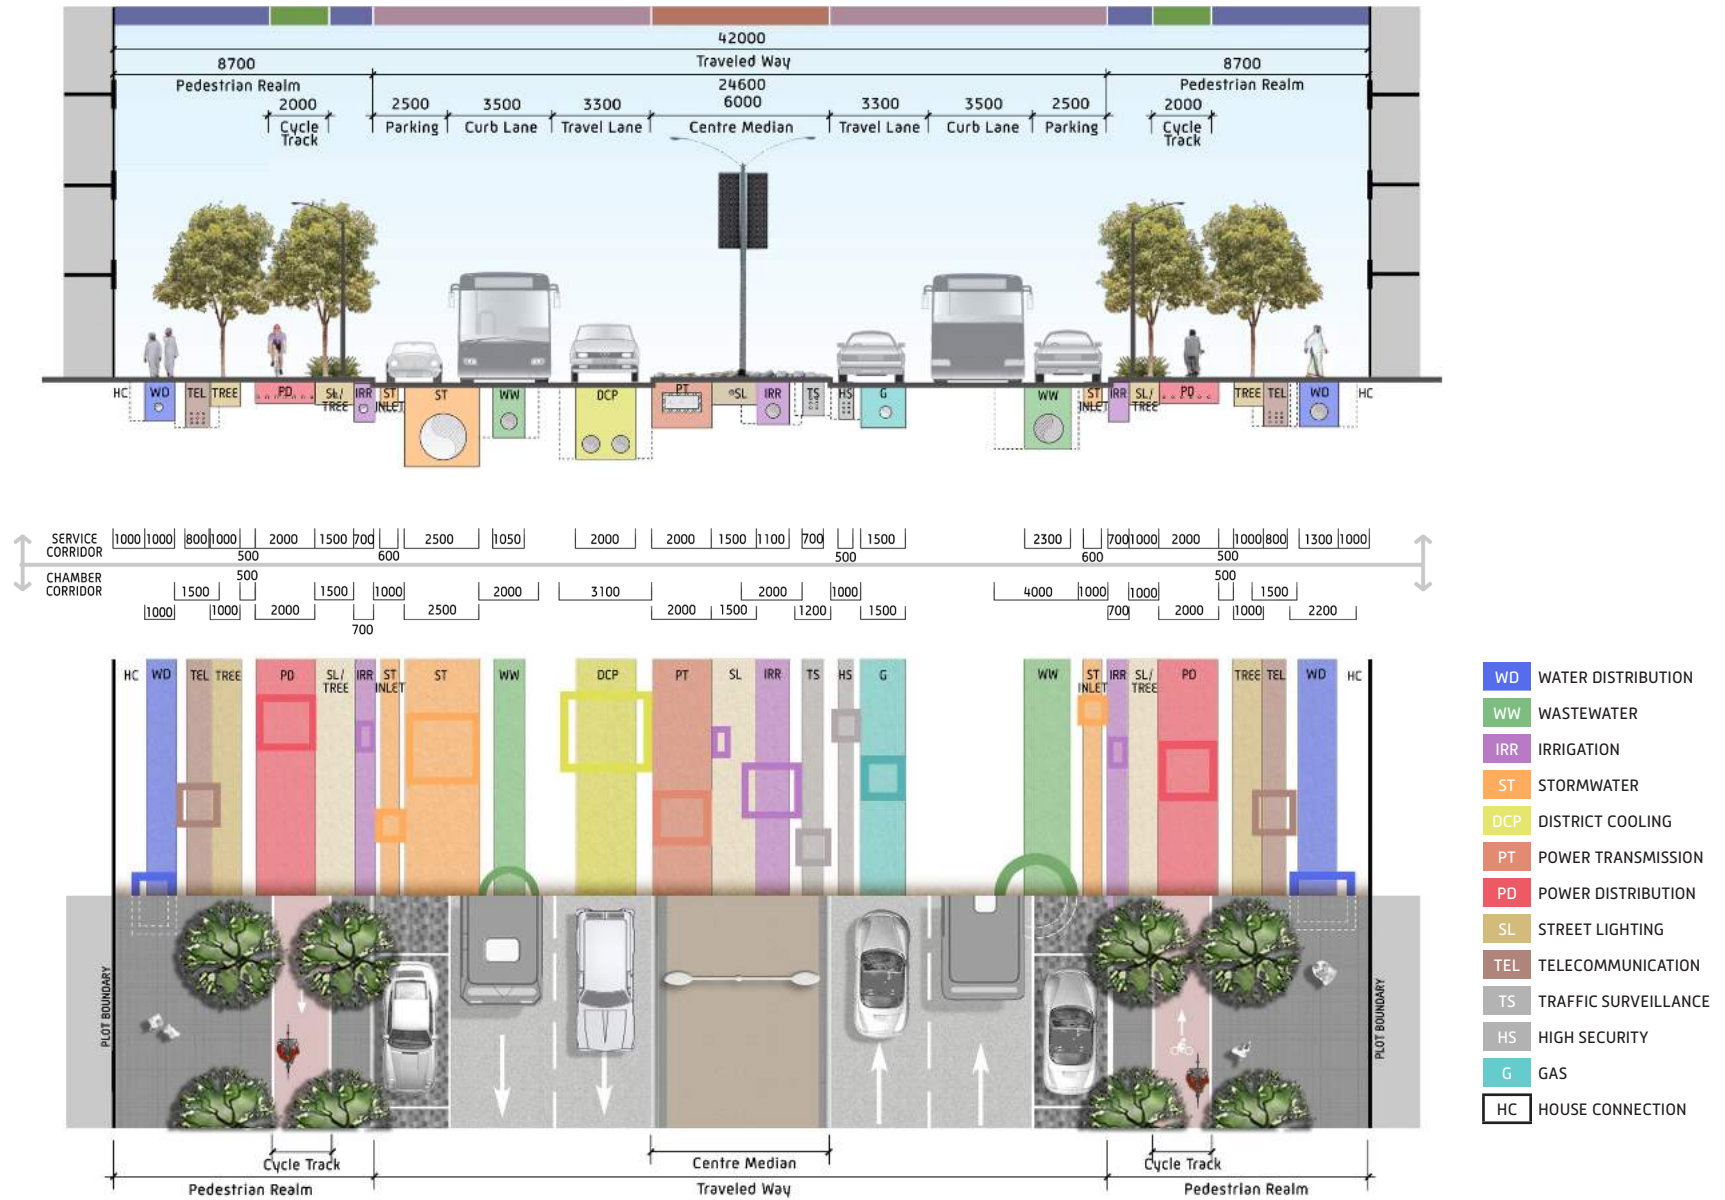 42000
Traveled Way
8700
8700
Pedestrian Realm
24600
Pedestrian Realm
2000
2500
3500
3300
6000
3300
3500
2500
2000
Cycle
Track
Parking
Curb Lane
Travel Lane
Centre Median
Travel Lane
Curb Lane
Parking
Cycle
Track
HC
WD
TEL
TREE
PD
SL/
TREE
IRR
ST
INLET
ST
WW
DCP
PT
SL
IRR
TS
HS
G
WW
ST
INLET
IRR
SL/
TREE
PD
TREE
TEL
WD
HC
SERVICE
CORRIDOR
1000 1000 800 1000 2000 1500 700 2500 1050 2000 2000 1500 1100 700 1500 2300 700 1000 2000 1000 800 1300 1000
500 600 500 600 500
CHAMBER
CORRIDOR
500 500
1500 1500 1000 2000 3100 2000 1000 4000 1000 1000 1500
1000 1000 2000 2500 2000 1500 1200 1500 700 2000 1000 2200
700
HC
WD
TEL
TREE
PD
SL/
TREE
IRR
ST
INLET
ST
WW
DCP
PT
SL
IRR
TS
HS
G
WW
ST
INLET
IRR
SL/
TREE
PD
TREE
TEL
WD
HC
PLOT BOUNDARY
PLOT BOUNDARY
Cycle Track
Centre Median
Cycle Track
Pedestrian Realm
Traveled Way
Pedestrian Realm
WD WATER DISTRIBUTION
WW WASTEWATER
IRR IRRIGATION
ST STORMWATER
DCP DISTRICT COOLING
PT POWER TRANSMISSION
PD POWER DISTRIBUTION
SL STREET LIGHTING
TEL TELECOMMUNICATION
TS TRAFFIC SURVEILLANCE
HS HIGH SECURITY
G GAS
HC HOUSE CONNECTION